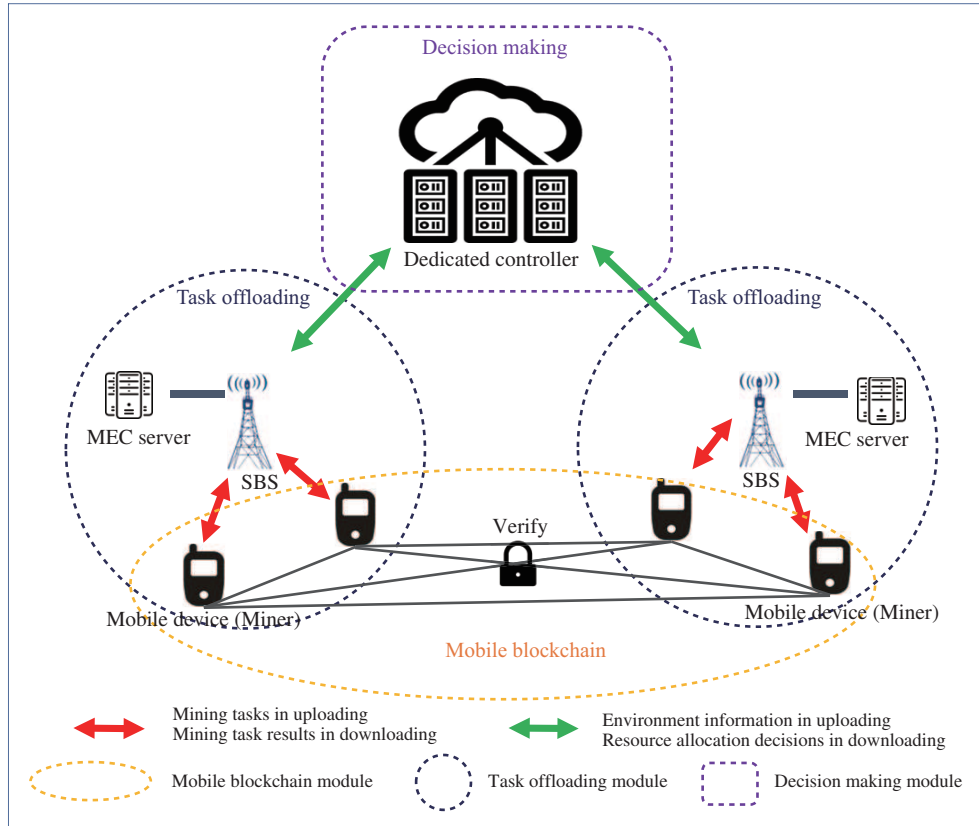 Decision making
Dedicated controller
Task offloading
Task offloading
MEC server
MEC server
SBS
SBS
Verify
Mobile device (Miner)
Mobile device (Miner)
Mobile blockchain
Mining tasks in uploading
Mining task results in downloading
Environment information in uploading
Resource allocation decisions in downloading
Mobile blockchain module
Task offloading module
Decision making module